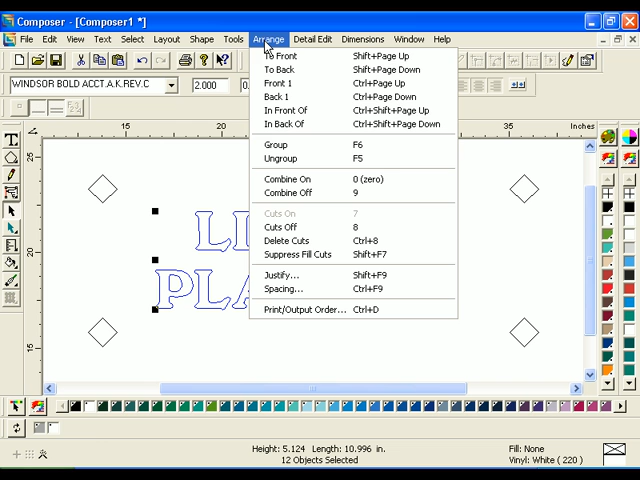 Composer - [Composer1 *]
File Edit View Text Select Layout Shape Tools Arrange Detail Edit Dimensions Window Help
To Front Shift+Page Up
To Back Shift+Page Down
Front 1 Ctrl+Page Up
Back 1 Ctrl+Page Down
In Front Of Ctrl+Shift+Page Up
In Back Of Ctrl+Shift+Page Down
Group F6
Ungroup F5
Combine On 0 (zero)
Combine Off 9
Cuts On 7
Cuts Off 8
Delete Cuts Ctrl+8
Suppress Fill Cuts Shift+F7
Justify... Shift+F9
Spacing... Ctrl+F9
Print/Output Order... Ctrl+D
WINDSOR BOLD ACCT.A.K.REV.C 2.000
15 20 35 Inches
25
20
15
PLA
Height: 5.124 Length: 10.996 in.
12 Objects Selected
Fill: None
Vinyl: White ( 220 )